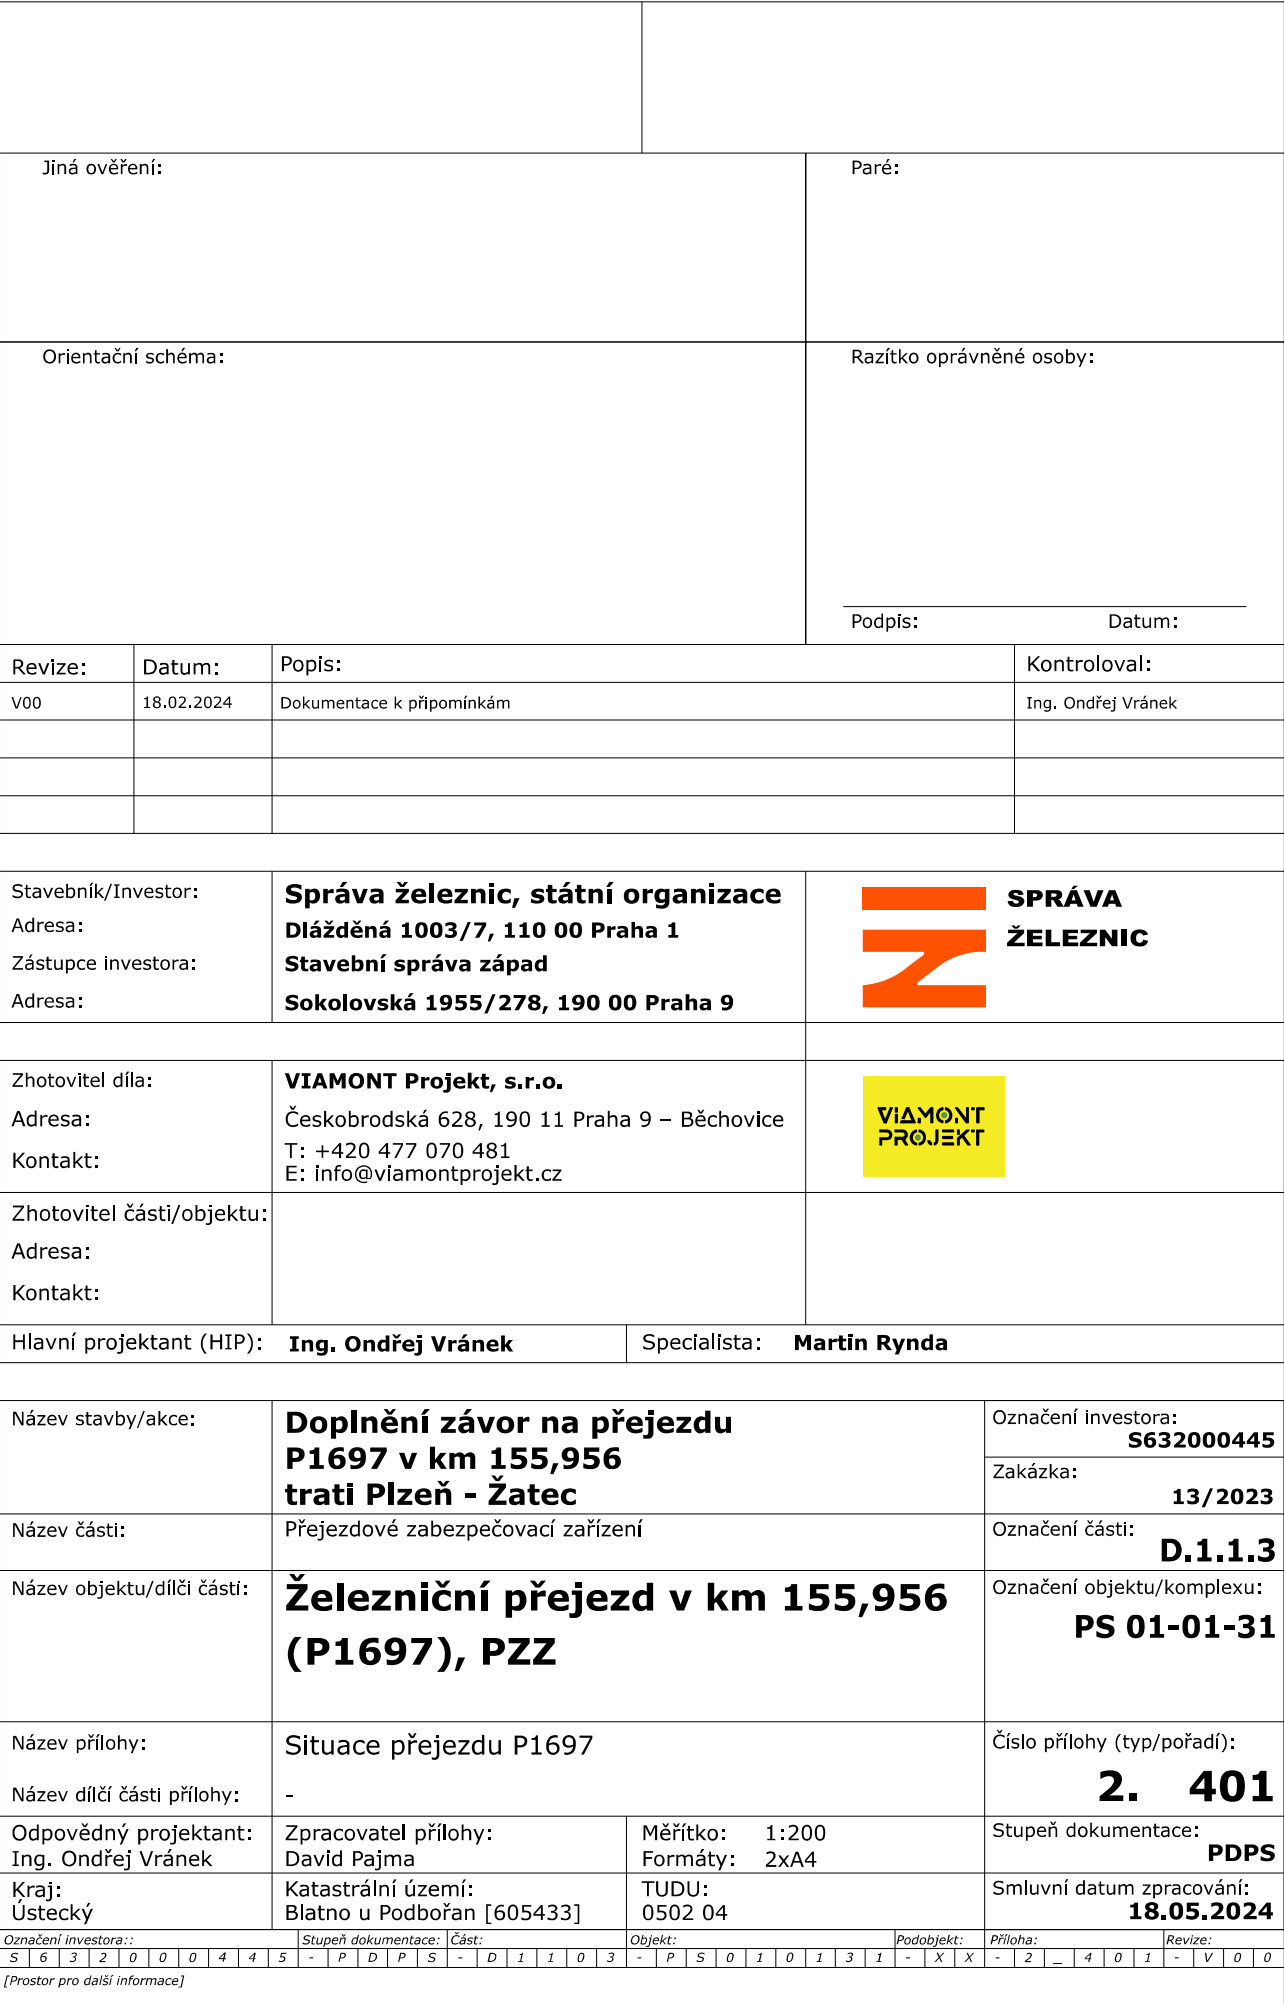 Jiná ověření: Paré:
Orientační schéma: Razítko oprávněné osoby:
Podpis: Datum:
Revize: Datum: Popis: Kontroloval:
V00 18.02.2024 Dokumentace k připomínkám Ing. Ondřej Vránek
Stavebník/Investor: Správa železnic, státní organizace
Adresa: Dlážděná 1003/7, 110 00 Praha 1
Zástupce investora: Stavební správa západ
Adresa: Sokolovská 1955/278, 190 00 Praha 9
SPRÁVA
ŽELEZNIC
Zhotovitel díla: VIAMONT Projekt, s.r.o.
Adresa: Českobrodská 628, 190 11 Praha 9 – Běchovice
Kontakt: T: +420 477 070 481
E: info@viamontprojekt.cz
VIAMONT
PROJEKT
Zhotovitel části/objektu:
Adresa:
Kontakt:
Hlavní projektant (HIP): Ing. Ondřej Vránek Specialista: Martin Rynda
Název stavby/akce: Doplnění závor na přejezdu
P1697 v km 155,956
trati Plzeň - Žatec
Označení investora:
S632000445
Zakázka:
13/2023
Název části: Přejezdové zabezpečovací zařízení Označení části:
D.1.1.3
Název objektu/dílči části: Železniční přejezd v km 155,956
(P1697), PZZ
Označení objektu/komplexu:
PS 01-01-31
Název přílohy: Situace přejezdu P1697 Číslo přílohy (typ/pořadí):
Název dílčí části přílohy: - 2. 401
Odpovědný projektant: Zpracovatel přílohy: Měřítko: 1:200 Stupeň dokumentace:
Ing. Ondřej Vránek David Pajma Formáty: 2xA4 PDPS
Kraj: Katastrální území: TUDU: Smluvní datum zpracování:
Ústecký Blatno u Podbořan [605433] 0502 04 18.05.2024
Označení investora:: Stupeň dokumentace: Část: Objekt: Podobjekt: Příloha: Revize:
S 6 3 2 0 0 0 4 4 5 - P D P S - D 1 1 0 3 - P S 0 1 0 1 3 1 - X X - 2 _ 4 0 1 - V 0 0
[Prostor pro další informace]